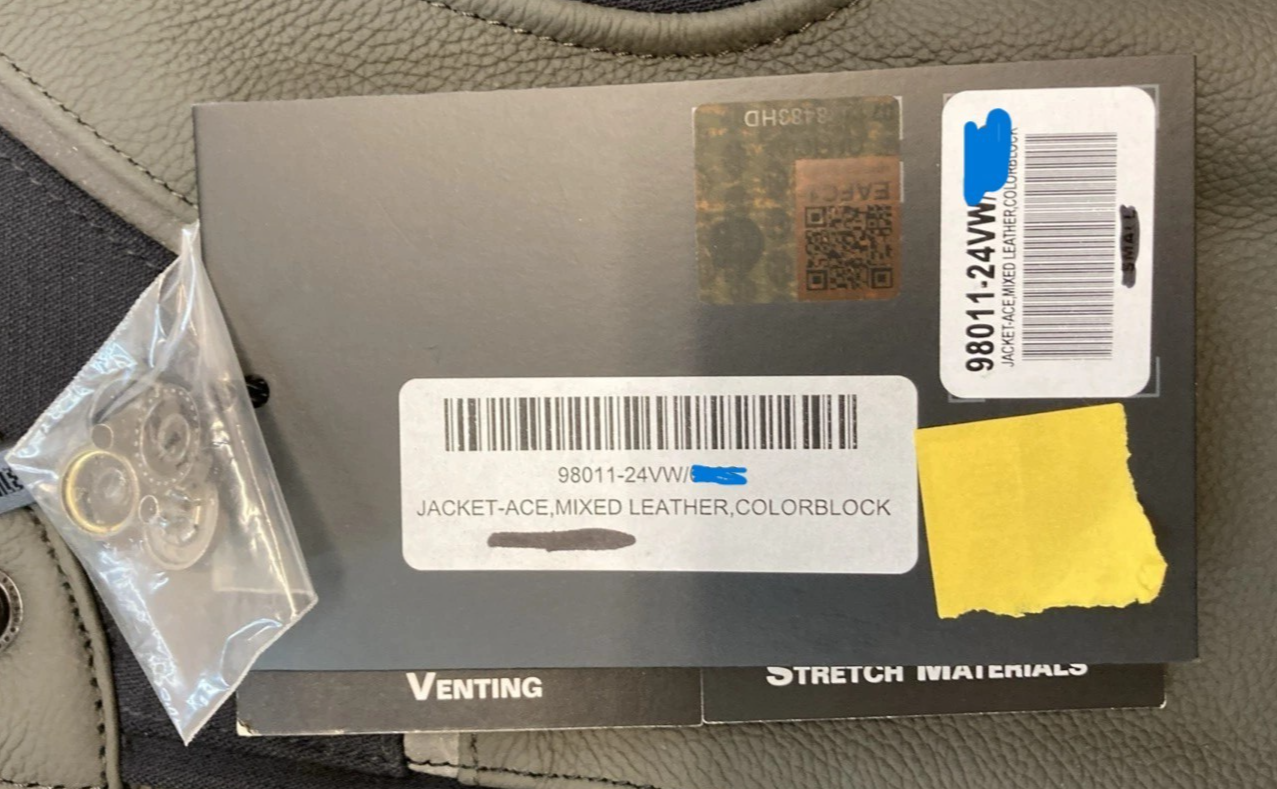 8483HD
EAFC
98011-24VW/
JACKET-ACE,MIXED LEATHER,COLORBLOCK
SMALL
98011-24VW/
JACKET-ACE,MIXED LEATHER,COLORBLOCK
VENTING
STRETCH MATERIALS